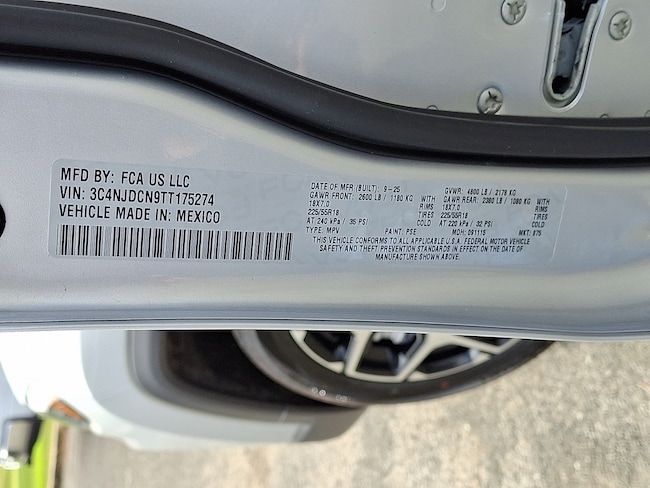 MFD BY: FCA US LLC
VIN: 3C4NJDCN9TT175274
VEHICLE MADE IN: MEXICO
DATE OF MFR (BUILT): 9-25 GVWR: 4800 LB / 2178 KG
GAWR FRONT: 2600 LB / 1180 KG WITH GAWR REAR: 2380 LB / 1080 KG WITH
18X7.0 RIMS 18X7.0 RIMS
225/55R18 TIRES 225/55R18 TIRES
AT 240 kPa / 35 PSI COLD AT 220 kPa / 32 PSI COLD
TYPE: MPV PAINT: PSE MDH: 091115 MKT: 875
THIS VEHICLE CONFORMS TO ALL APPLICABLE U.S.A. FEDERAL MOTOR VEHICLE
SAFETY AND THEFT PREVENTION STANDARDS IN EFFECT ON THE DATE OF
MANUFACTURE SHOWN ABOVE.